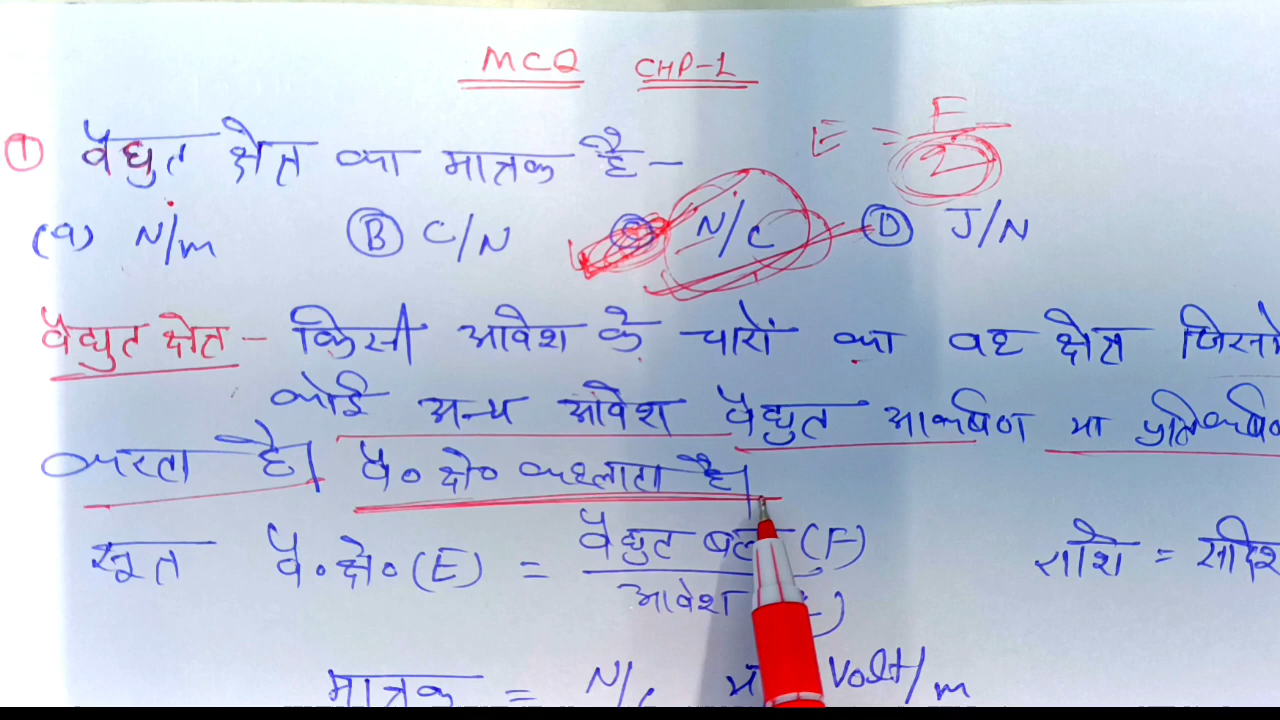 MCQ CHP-1
① वैद्युत क्षेत्र का मात्रक है -
E = F
(a) N/m Ⓑ C/N N/C Ⓓ J/N
वैद्युत क्षेत्र - किसी आवेश के चारों का वह क्षेत्र जिसमें
कोई अन्य आवेश वैद्युत आकर्षण या प्रतिकर्षण
करता है। वै० क्षे० कहलाता है।
सूत्र वै०क्षे०(E) = वैद्युत बल (F)
आवेश
राशि = सदिश
मात्रक = N/C Volt/m